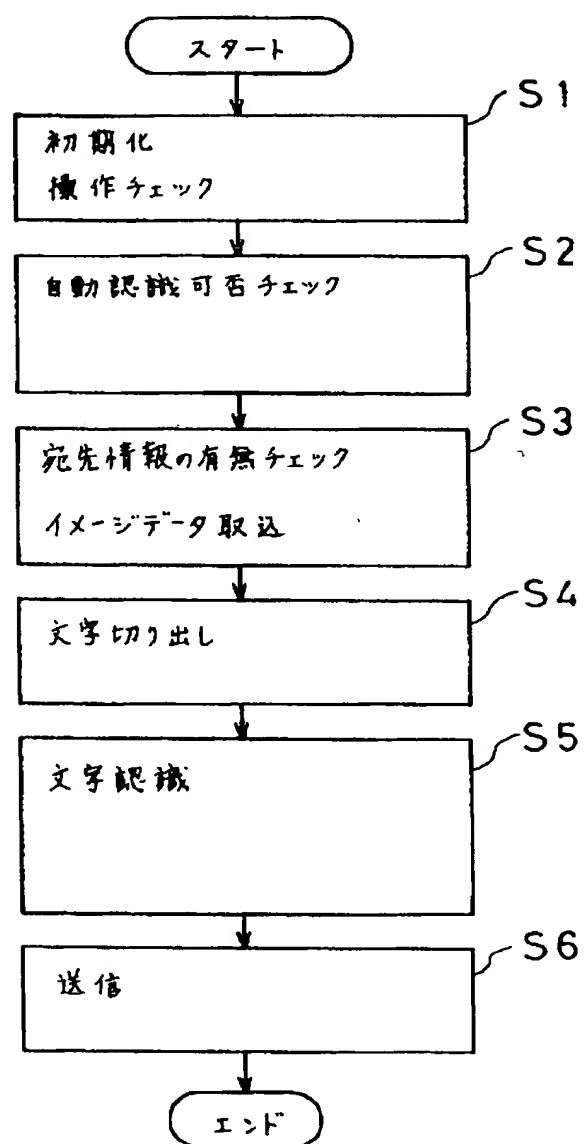 スタート
S1
初期化
操作チェック
S2
自動認識可否チェック
S3
宛先情報の有無チェック
イメージデータ取込
S4
文字切り出し
S5
文字認識
S6
送信
エンド